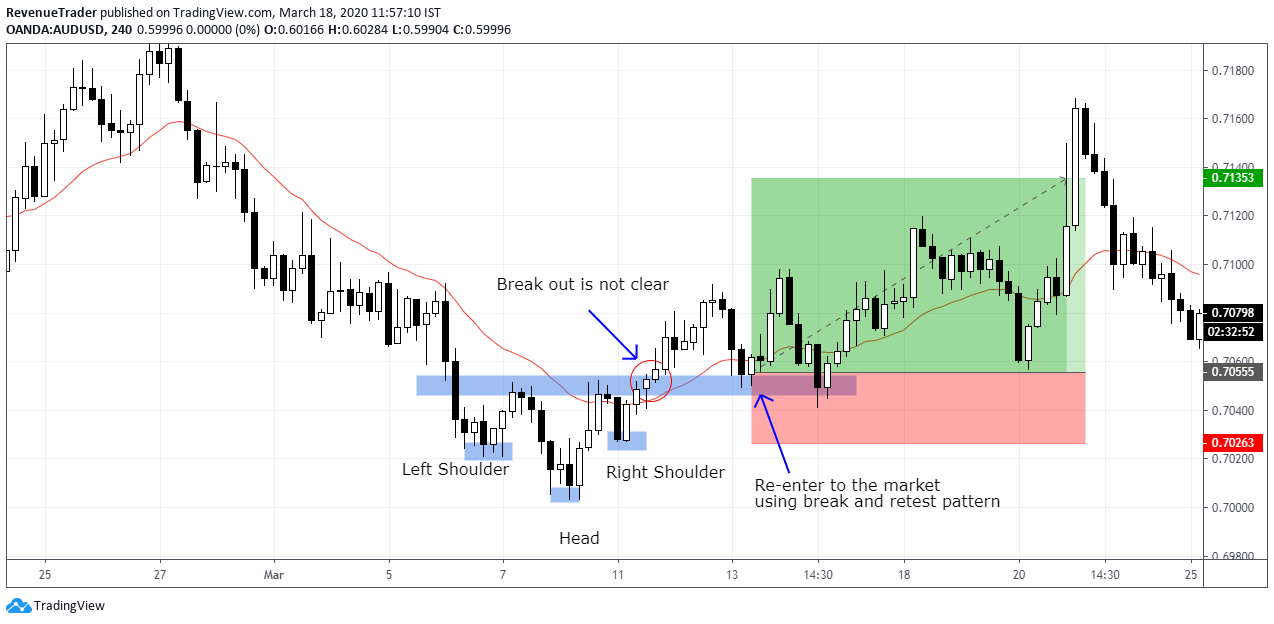 RevenueTrader published on TradingView.com, March 18, 2020 11:57:10 IST
OANDA:AUDUSD, 240 0.59996 0.00000 (0%) O:0.60166 H:0.60284 L:0.59904 C:0.59996
0.71800
0.71600
0.71400
0.71353
0.71200
0.71000
0.70798
02:32:52
0.70600
0.70555
0.70400
0.70263
0.70200
0.70000
0.69800
Break out is not clear
Left Shoulder
Right Shoulder
Head
Re-enter to the market
using break and retest pattern
25 27 Mar 5 7 11 13 14:30 18 20 14:30 25
TradingView